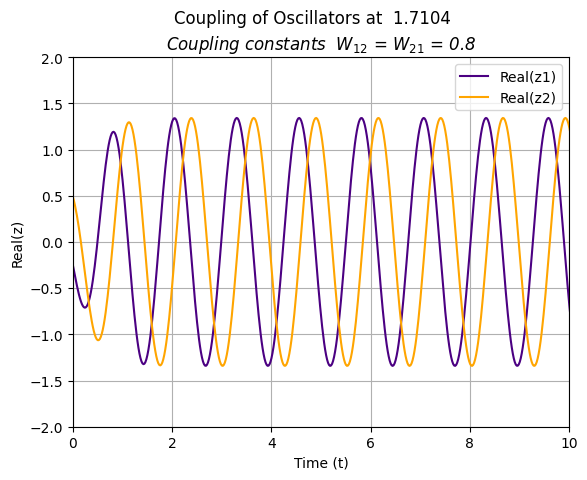 Coupling of Oscillators at  1.7104
Coupling constants  W₁₂ = W₂₁ = 0.8
Real(z1)
Real(z2)
2.0
1.5
1.0
0.5
0.0
−0.5
−1.0
−1.5
−2.0
Real(z)
0 2 4 6 8 10
Time (t)